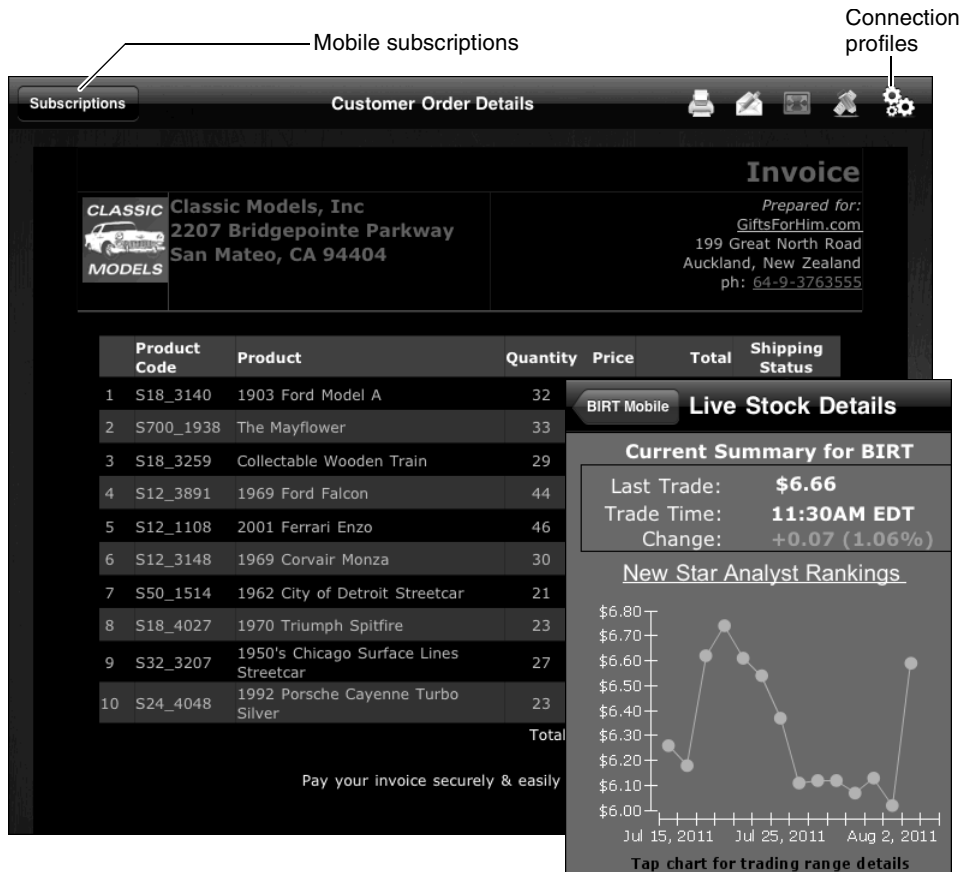 Mobile subscriptions
Connection
profiles
Subscriptions
Customer Order Details
Invoice
CLASSIC
MODELS
Classic Models, Inc
2207 Bridgepointe Parkway
San Mateo, CA 94404
Prepared for:
GiftsForHim.com
199 Great North Road
Auckland, New Zealand
ph: 64-9-3763555
Product Code Product Quantity Price Total Shipping Status
1 S18_3140 1903 Ford Model A 32
2 S700_1938 The Mayflower 33
3 S18_3259 Collectable Wooden Train 29
4 S12_3891 1969 Ford Falcon 44
5 S12_1108 2001 Ferrari Enzo 46
6 S12_3148 1969 Corvair Monza 30
7 S50_1514 1962 City of Detroit Streetcar 21
8 S18_4027 1970 Triumph Spitfire 23
9 S32_3207 1950's Chicago Surface Lines Streetcar 27
10 S24_4048 1992 Porsche Cayenne Turbo Silver 23
Total
Pay your invoice securely & easily
BIRT Mobile
Live Stock Details
Current Summary for BIRT
Last Trade: $6.66
Trade Time: 11:30AM EDT
Change: +0.07 (1.06%)
New Star Analyst Rankings
$6.80
$6.70
$6.60
$6.50
$6.40
$6.30
$6.20
$6.10
$6.00
Jul 15, 2011 Jul 25, 2011 Aug 2, 2011
Tap chart for trading range details